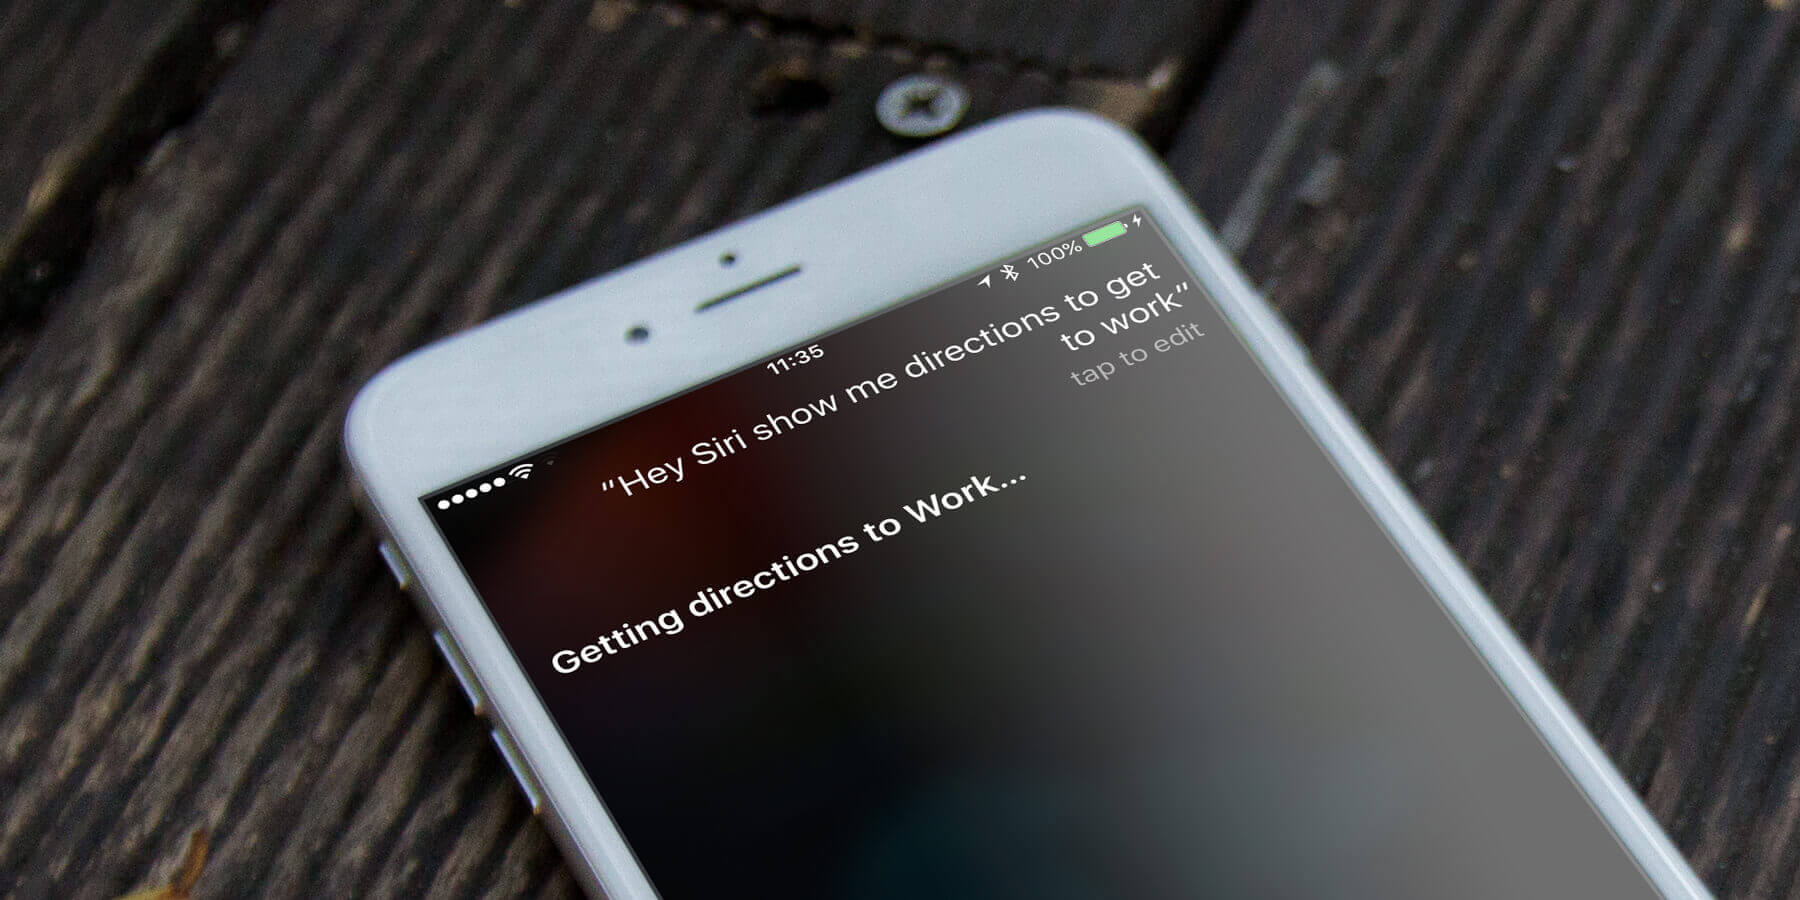 11:35
100%
“Hey Siri show me directions to get
to work”
tap to edit
Getting directions to Work...